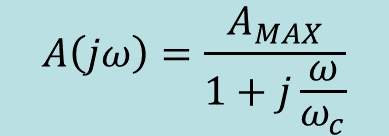 A(jω) = A_MAX / (1 + j ω/ω_c)